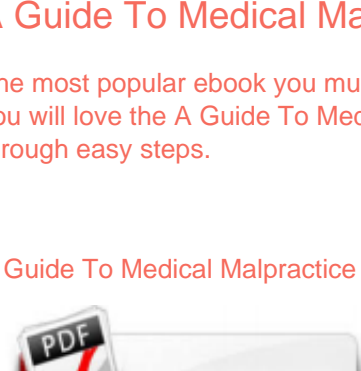 A Guide To Medical Ma
he most popular ebook you mu
ou will love the A Guide To Med
hrough easy steps.
Guide To Medical Malpractice
PDF